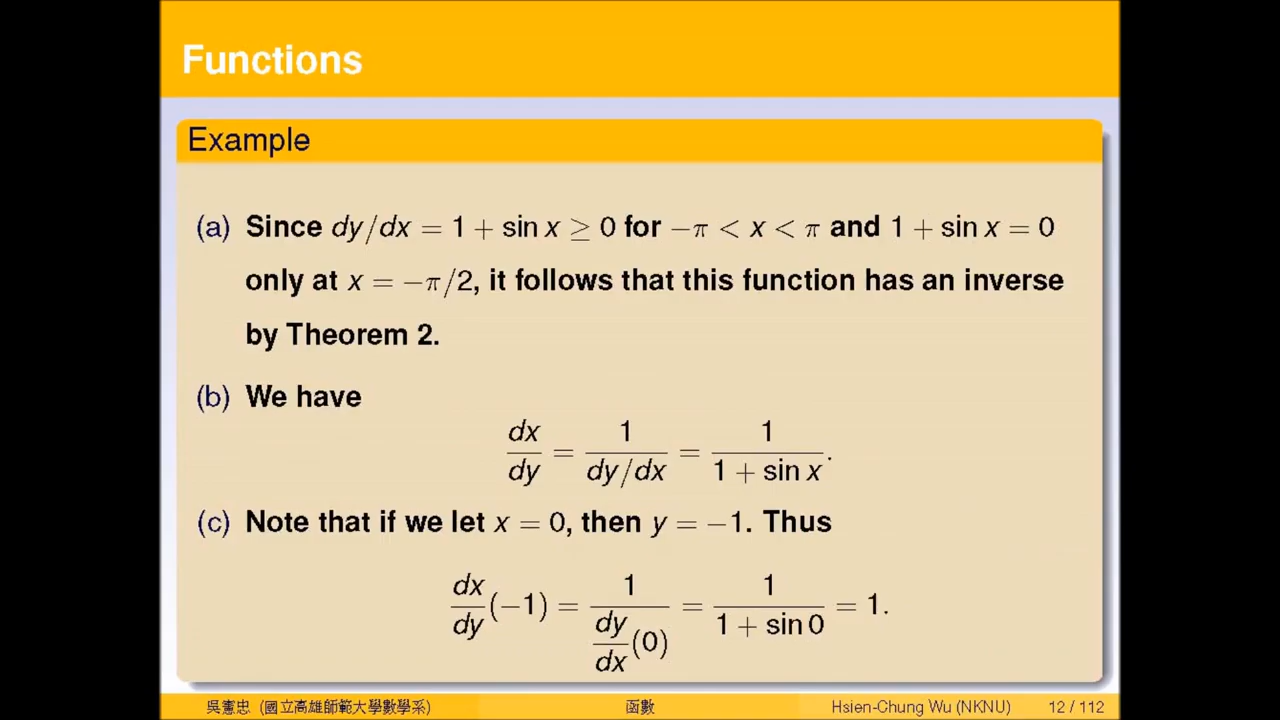 Functions
Example
(a) Since dy/dx = 1 + sin x ≥ 0 for −π < x < π and 1 + sin x = 0
only at x = −π/2, it follows that this function has an inverse
by Theorem 2.
(b) We have
dx/dy = 1/(dy/dx) = 1/(1 + sin x).
(c) Note that if we let x = 0, then y = −1. Thus
dx/dy(−1) = 1/(dy/dx(0)) = 1/(1 + sin 0) = 1.
吳憲忠 (國立高雄師範大學數學系) 函數 Hsien-Chung Wu (NKNU) 12 / 112